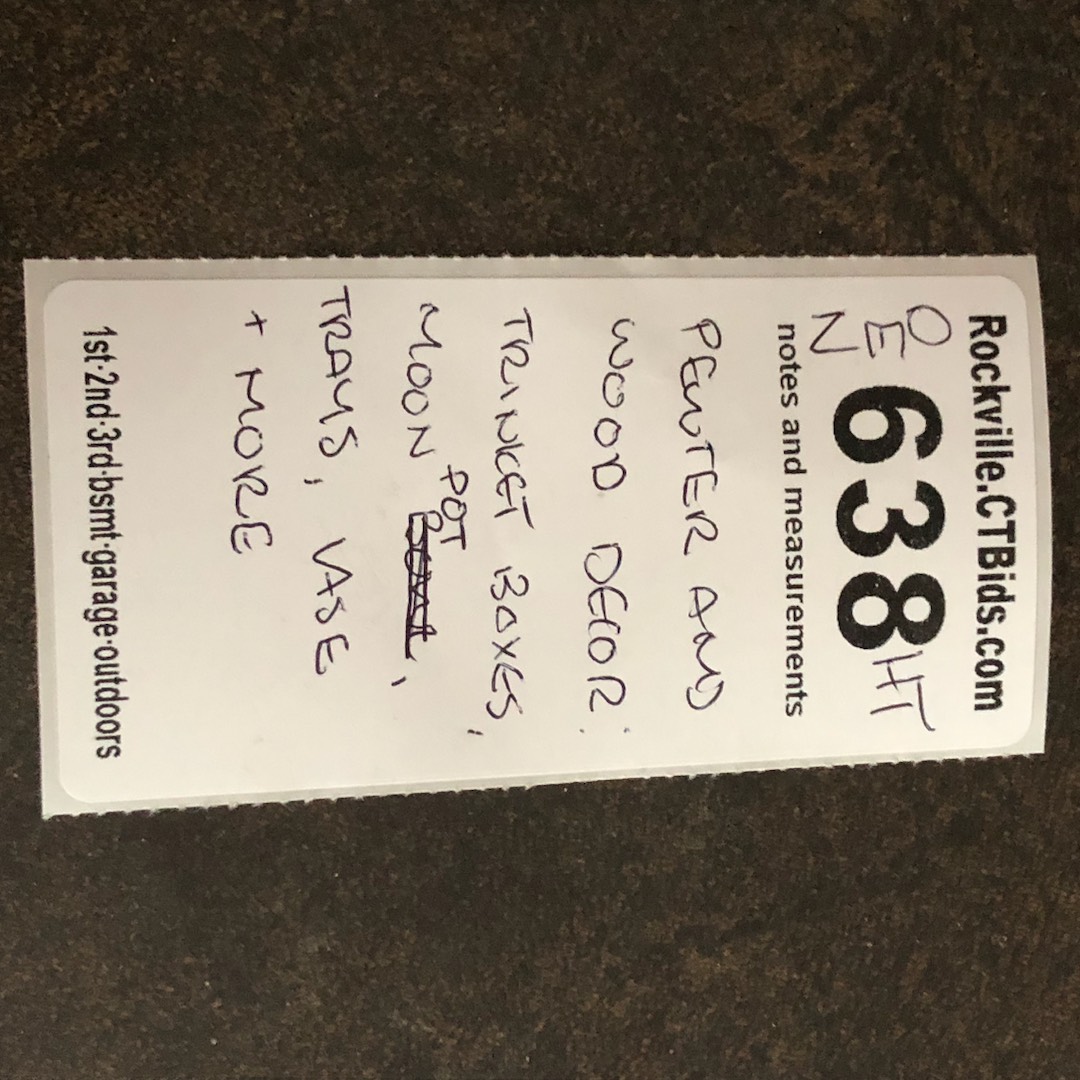 Rockville.CTBids.com
O
E 638 HT
N
notes and measurements
PEWTER AND
WOOD DECOR:
TRINKET BOXES,
POT
MOON ,
TRAYS, VASE
+ MORE
1st·2nd·3rd·bsmt·garage·outdoors